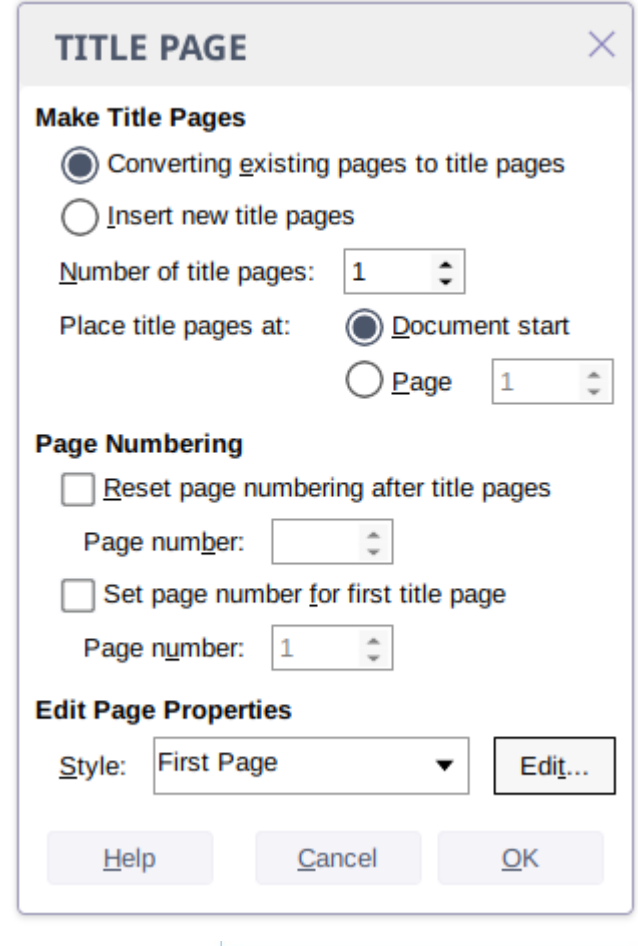 TITLE PAGE
Make Title Pages
Converting existing pages to title pages
Insert new title pages
Number of title pages: 1
Place title pages at: Document start
Page 1
Page Numbering
Reset page numbering after title pages
Page number:
Set page number for first title page
Page number: 1
Edit Page Properties
Style: First Page Edit...
Help Cancel OK